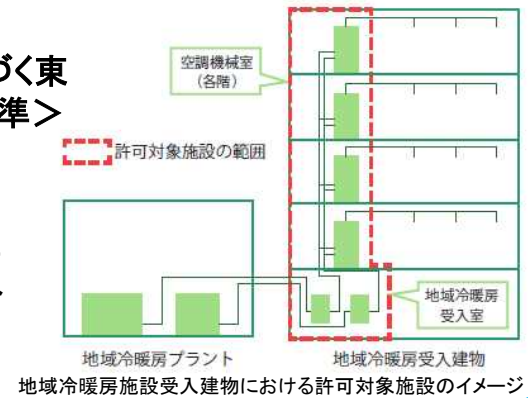 づく東
準＞
空調機械室
（各階）
許可対象施設の範囲
地域冷暖房
受入室
地域冷暖房プラント
地域冷暖房受入建物
地域冷暖房施設受入建物における許可対象施設のイメージ